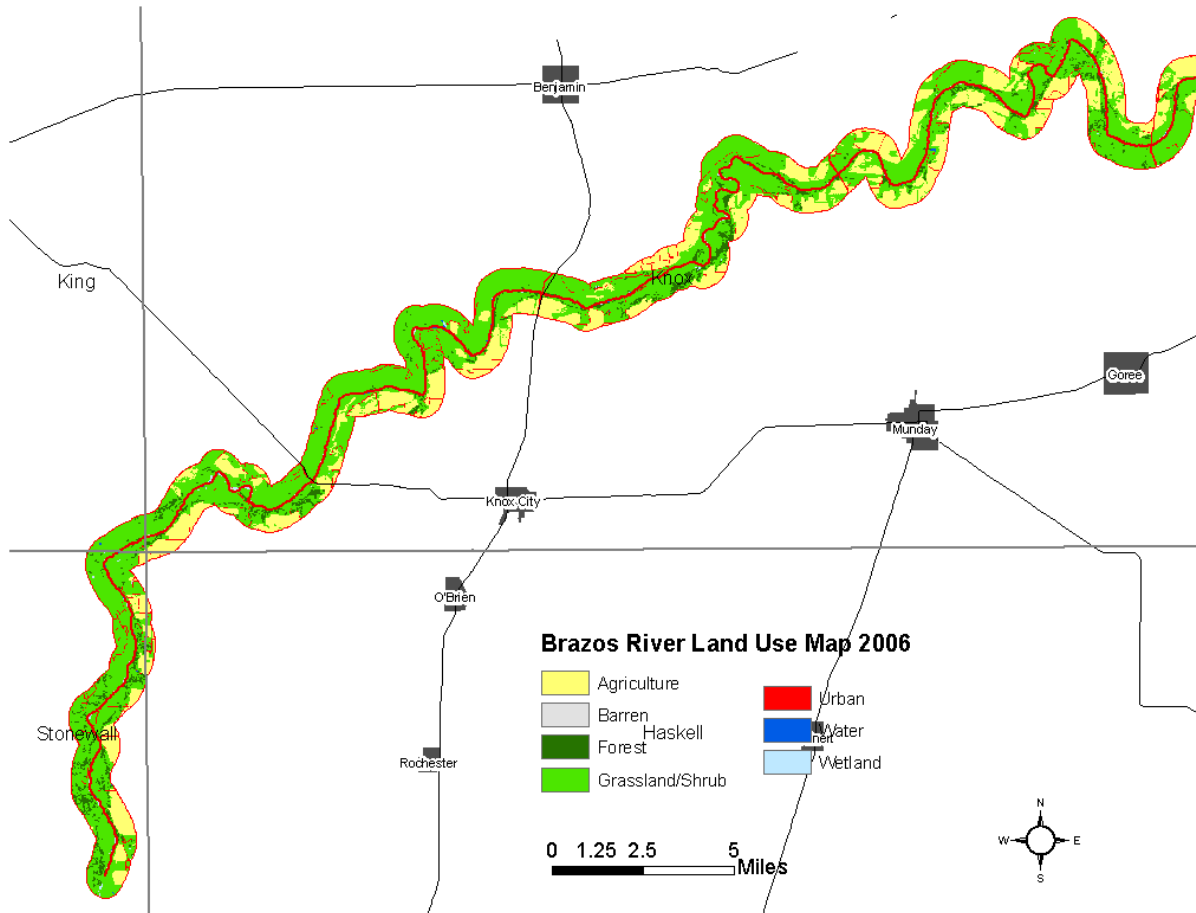 Benjamin
King
Knox
Goree
Munday
Knox City
O'Brien
Brazos River Land Use Map 2006
Agriculture
Urban
Barren
Stonewall
Haskell
Water
Forest
Rochester
Wetland
Grassland/Shrub
N
W
E
S
0 1.25 2.5 5
Miles